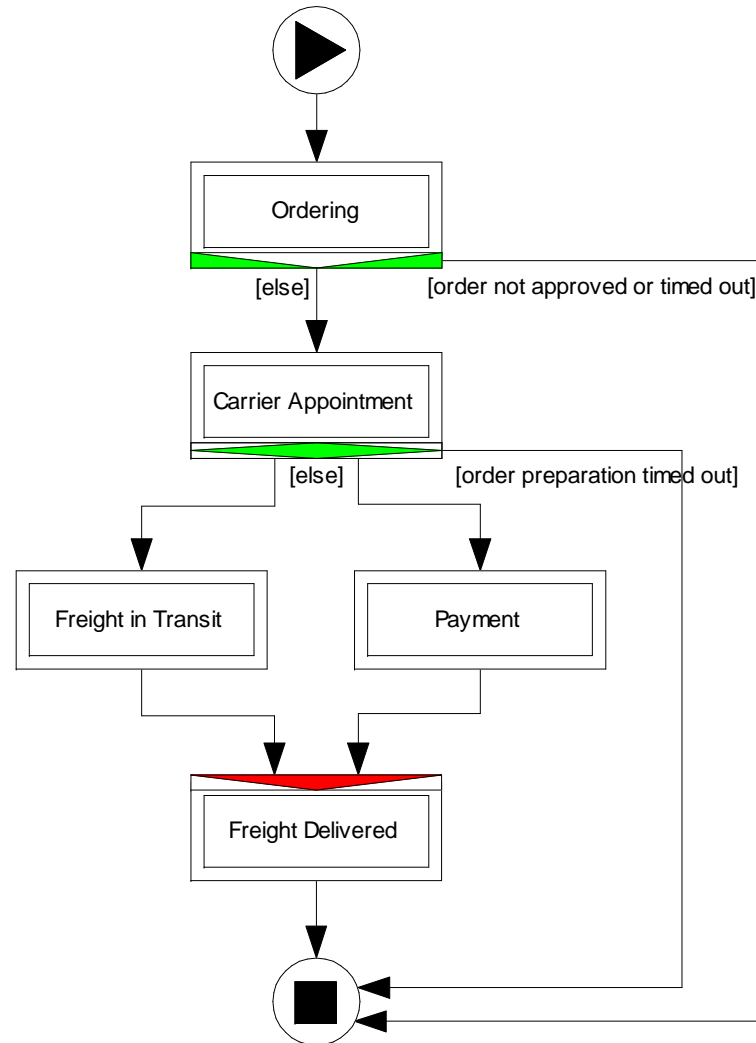 Ordering
[else]
[order not approved or timed out]
Carrier Appointment
[else]
[order preparation timed out]
Freight in Transit
Payment
Freight Delivered